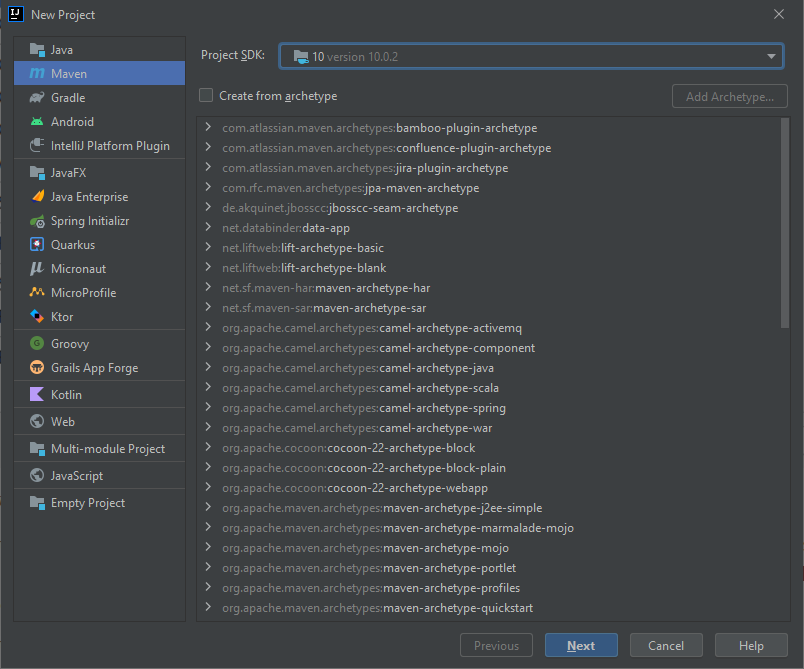 IJ New Project
Java
Maven
Gradle
Android
IntelliJ Platform Plugin
JavaFX
Java Enterprise
Spring Initializr
Quarkus
Micronaut
MicroProfile
Ktor
Groovy
Grails App Forge
Kotlin
Web
Multi-module Project
JavaScript
Empty Project
Project SDK: 10 version 10.0.2
Create from archetype Add Archetype...
com.atlassian.maven.archetypes:bamboo-plugin-archetype
com.atlassian.maven.archetypes:confluence-plugin-archetype
com.atlassian.maven.archetypes:jira-plugin-archetype
com.rfc.maven.archetypes:jpa-maven-archetype
de.akquinet.jbosscc:jbosscc-seam-archetype
net.databinder:data-app
net.liftweb:lift-archetype-basic
net.liftweb:lift-archetype-blank
net.sf.maven-har:maven-archetype-har
net.sf.maven-sar:maven-archetype-sar
org.apache.camel.archetypes:camel-archetype-activemq
org.apache.camel.archetypes:camel-archetype-component
org.apache.camel.archetypes:camel-archetype-java
org.apache.camel.archetypes:camel-archetype-scala
org.apache.camel.archetypes:camel-archetype-spring
org.apache.camel.archetypes:camel-archetype-war
org.apache.cocoon:cocoon-22-archetype-block
org.apache.cocoon:cocoon-22-archetype-block-plain
org.apache.cocoon:cocoon-22-archetype-webapp
org.apache.maven.archetypes:maven-archetype-j2ee-simple
org.apache.maven.archetypes:maven-archetype-marmalade-mojo
org.apache.maven.archetypes:maven-archetype-mojo
org.apache.maven.archetypes:maven-archetype-portlet
org.apache.maven.archetypes:maven-archetype-profiles
org.apache.maven.archetypes:maven-archetype-quickstart
Previous Next Cancel Help